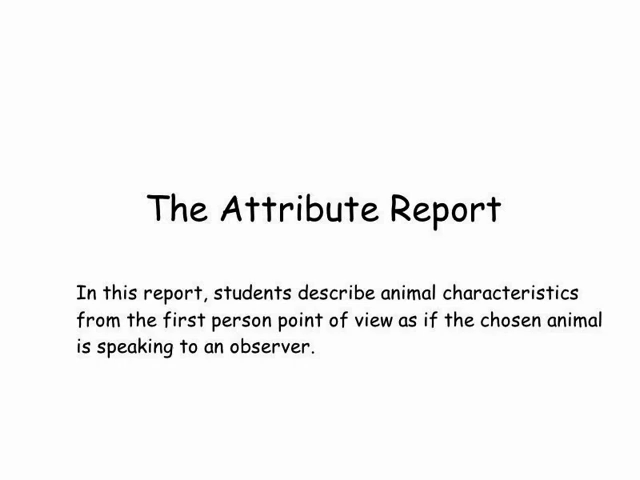 The Attribute Report
In this report, students describe animal characteristics
from the first person point of view as if the chosen animal
is speaking to an observer.